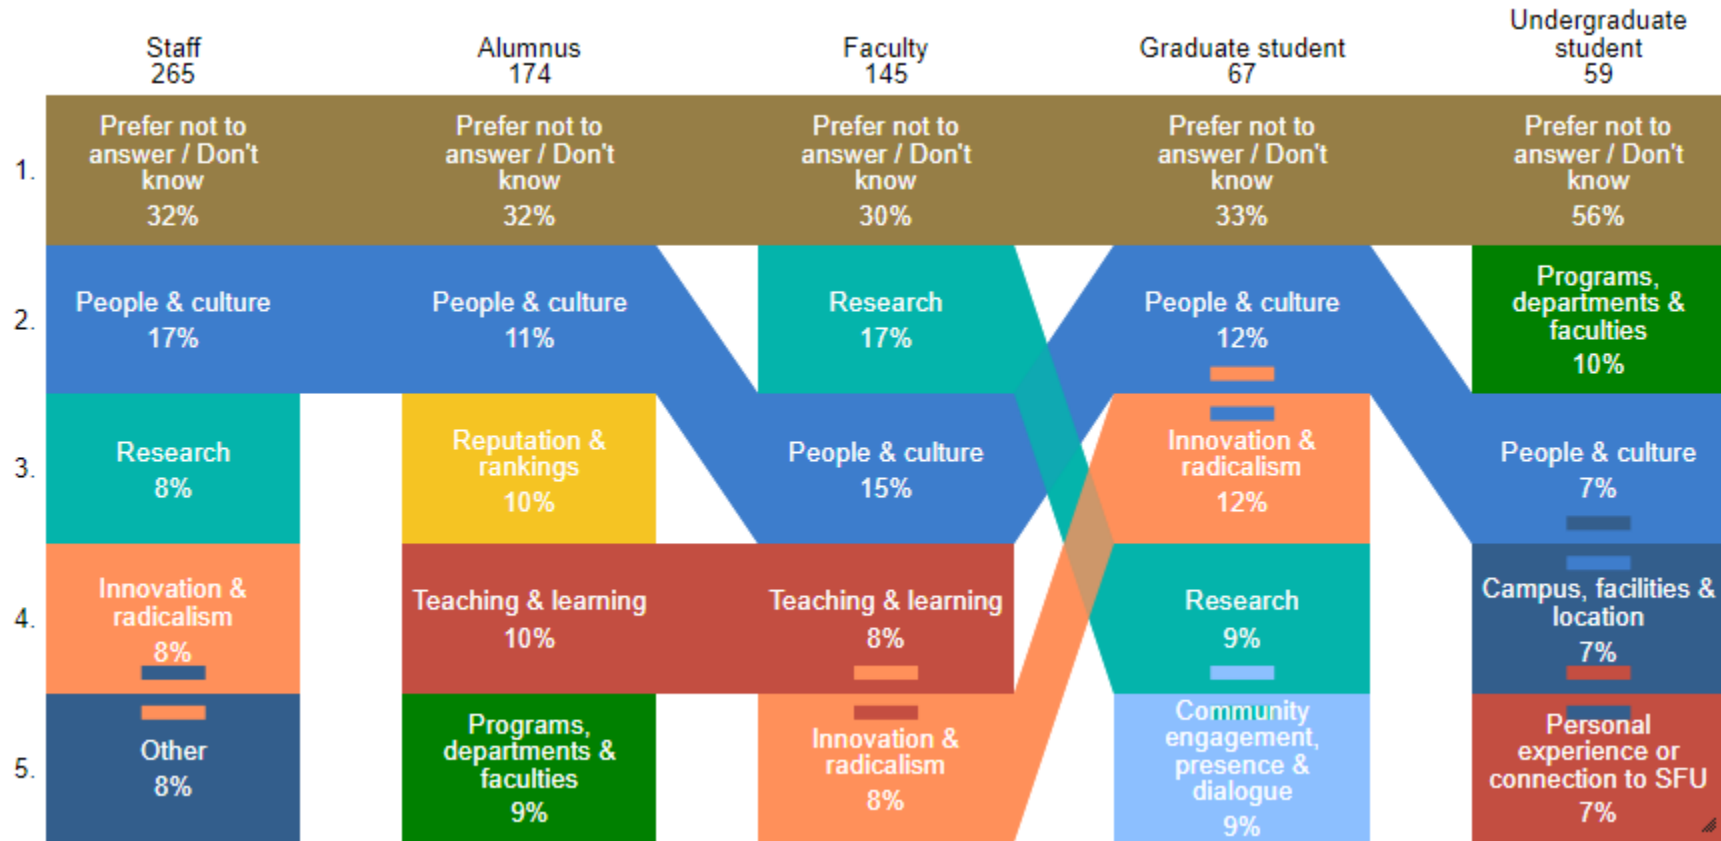 Staff
265
Alumnus
174
Faculty
145
Graduate student
67
Undergraduate
student
59
1.
Prefer not to
answer / Don't
know
32%
Prefer not to
answer / Don't
know
32%
Prefer not to
answer / Don't
know
30%
Prefer not to
answer / Don't
know
33%
Prefer not to
answer / Don't
know
56%
2.
People & culture
17%
People & culture
11%
Research
17%
People & culture
12%
Programs,
departments &
faculties
10%
3.
Research
8%
Reputation &
rankings
10%
People & culture
15%
Innovation &
radicalism
12%
People & culture
7%
4.
Innovation &
radicalism
8%
Teaching & learning
10%
Teaching & learning
8%
Research
9%
Campus, facilities &
location
7%
5.
Other
8%
Programs,
departments &
faculties
9%
Innovation &
radicalism
8%
Community
engagement,
presence &
dialogue
9%
Personal
experience or
connection to SFU
7%